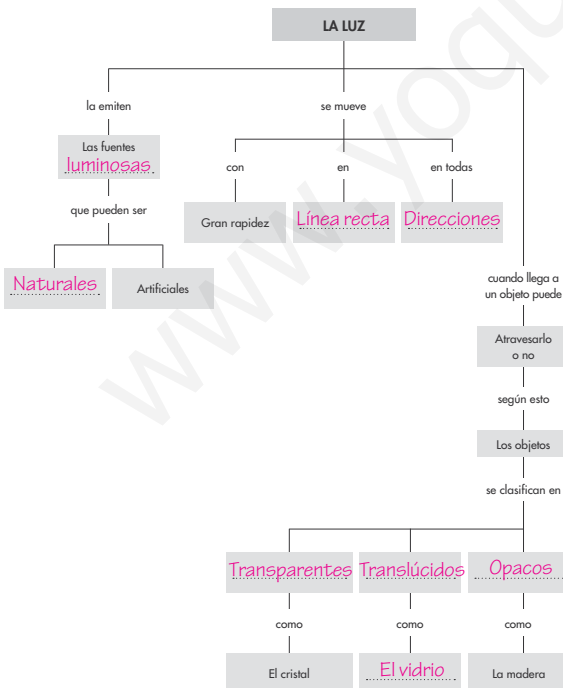 LA LUZ
la emiten
Las fuentes
luminosas
que pueden ser
Naturales
Artificiales
se mueve
con
Gran rapidez
en
Línea recta
en todas
Direcciones
cuando llega a
un objeto puede
Atravesarlo
o no
según esto
Los objetos
se clasifican en
Transparentes
como
El cristal
Translúcidos
como
El vidrio
Opacos
como
La madera
www.yoqu